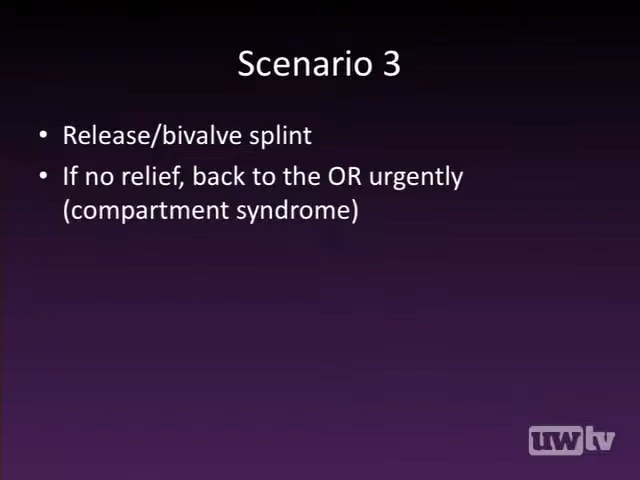 Scenario 3
• Release/bivalve splint
• If no relief, back to the OR urgently
(compartment syndrome)
uwtv